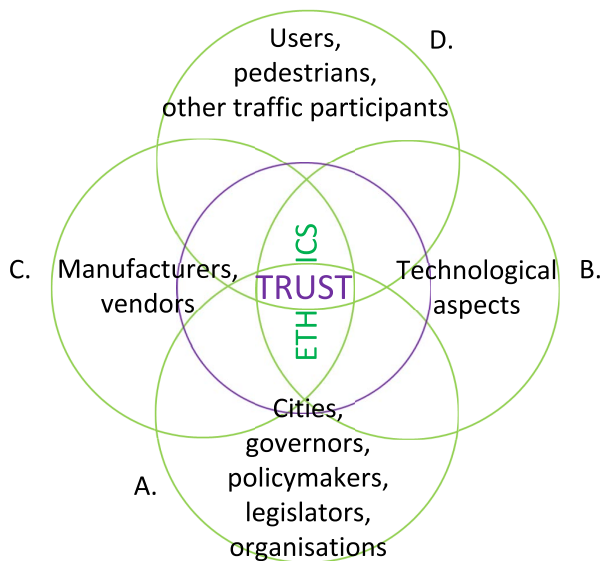 Users,
pedestrians,
other traffic participants
D.
C.
Manufacturers,
vendors
ETHICS
TRUST
Technological
aspects
B.
A.
Cities,
governors,
policymakers,
legislators,
organisations